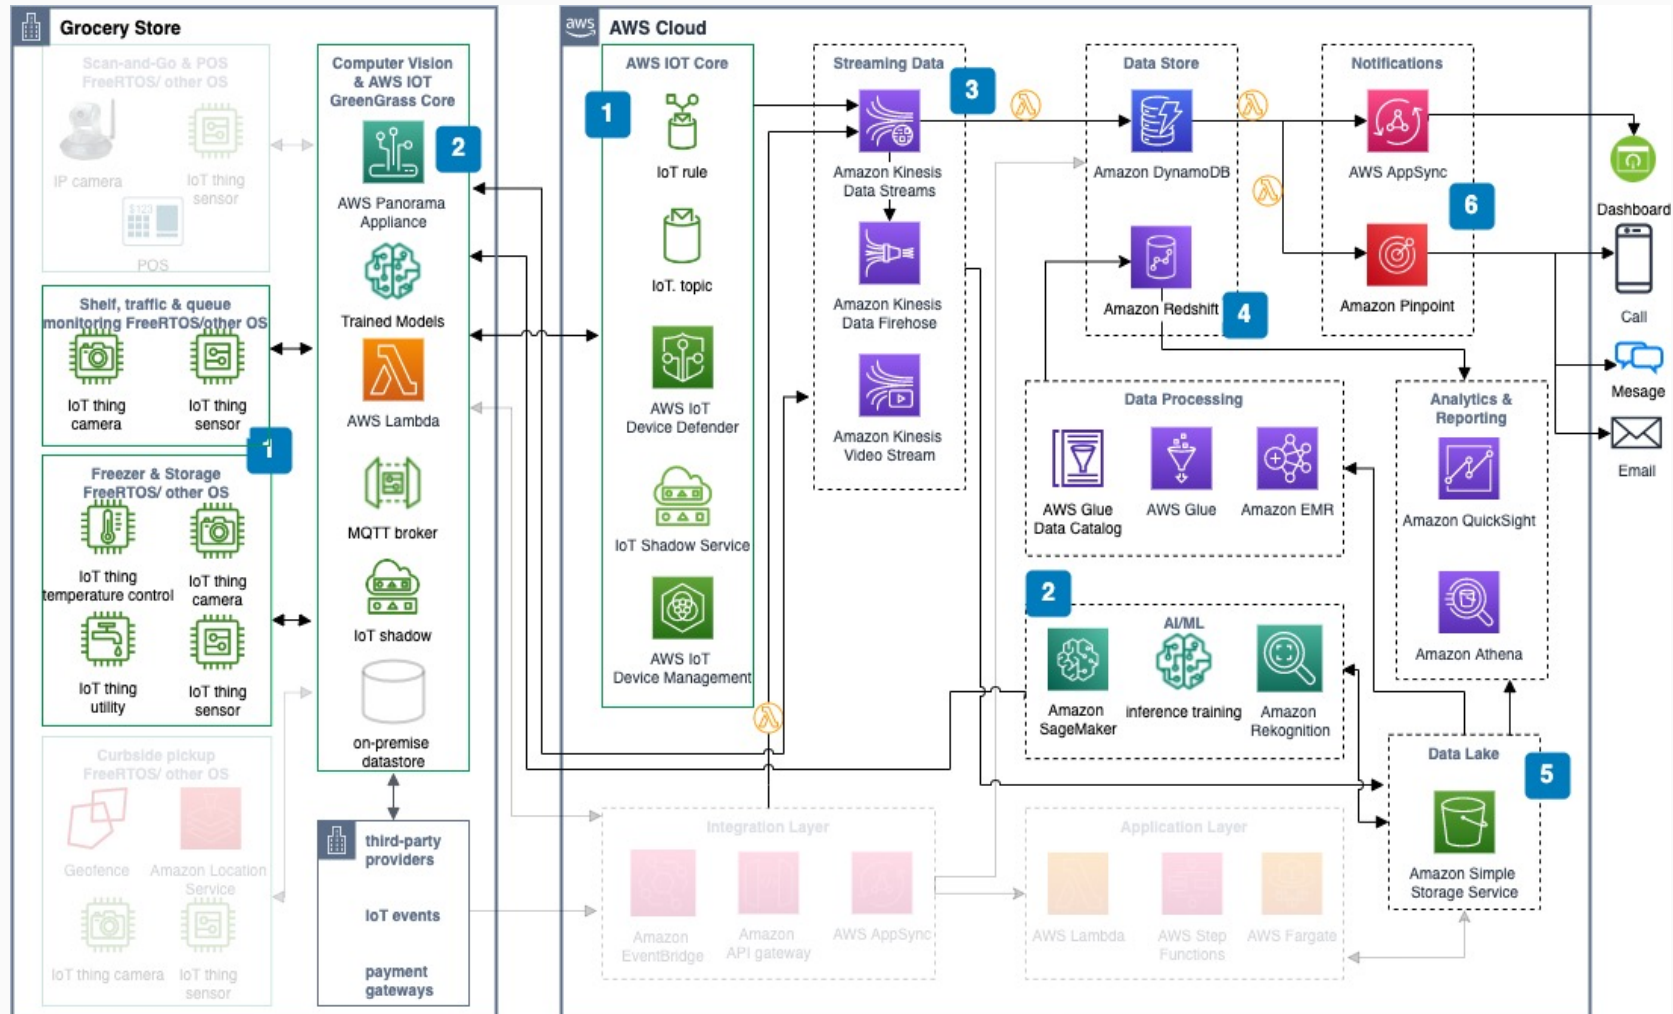 Grocery Store
Scan-and-Go & POS
FreeRTOS/ other OS
IP camera
IoT thing
sensor
$123
POS
Shelf, traffic & queue
monitoring FreeRTOS/other OS
IoT thing
camera
IoT thing
sensor
1
Freezer & Storage
FreeRTOS/ other OS
IoT thing
temperature control
IoT thing
camera
IoT thing
utility
IoT thing
sensor
Curbside pickup
FreeRTOS/ other OS
Geofence
Amazon Location
Service
IoT thing camera
IoT thing
sensor
Computer Vision
& AWS IOT
GreenGrass Core
2
AWS Panorama
Appliance
Trained Models
AWS Lambda
MQTT broker
IoT shadow
on-premise
datastore
third-party
providers
IoT events
payment
gateways
aws
AWS Cloud
AWS IOT Core
1
IoT rule
IoT. topic
AWS IoT
Device Defender
IoT Shadow Service
AWS IoT
Device Management
Streaming Data
3
Amazon Kinesis
Data Streams
Amazon Kinesis
Data Firehose
Amazon Kinesis
Video Stream
Data Store
Amazon DynamoDB
Amazon Redshift
4
Notifications
AWS AppSync
6
Amazon Pinpoint
Dashboard
Call
Mesage
Email
Data Processing
AWS Glue
Data Catalog
AWS Glue
Amazon EMR
Analytics &
Reporting
Amazon QuickSight
Amazon Athena
2
AI/ML
Amazon
SageMaker
inference training
Amazon
Rekognition
Data Lake
5
Amazon Simple
Storage Service
Integration Layer
Amazon
EventBridge
Amazon
API gateway
AWS AppSync
Application Layer
AWS Lambda
AWS Step
Functions
AWS Fargate